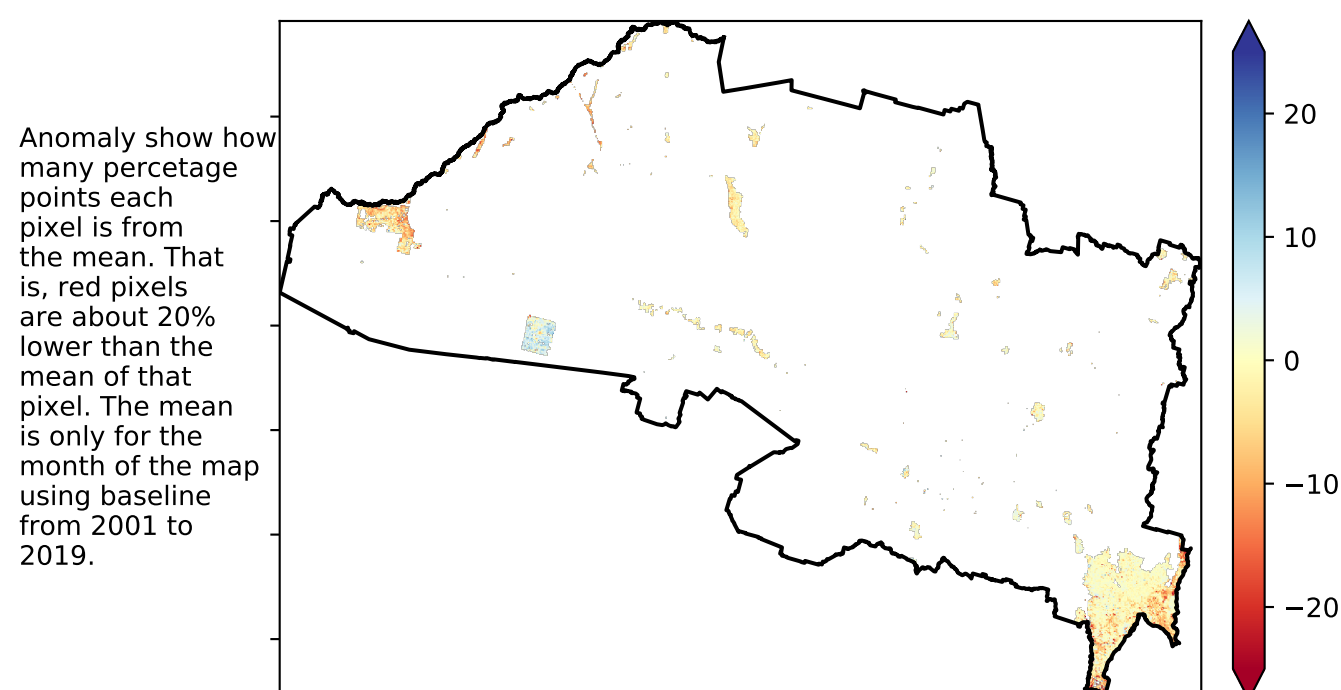 Anomaly show how
many percetage
points each
pixel is from
the mean. That
is, red pixels
are about 20%
lower than the
mean of that
pixel. The mean
is only for the
month of the map
using baseline
from 2001 to
2019.
20
10
0
−10
−20